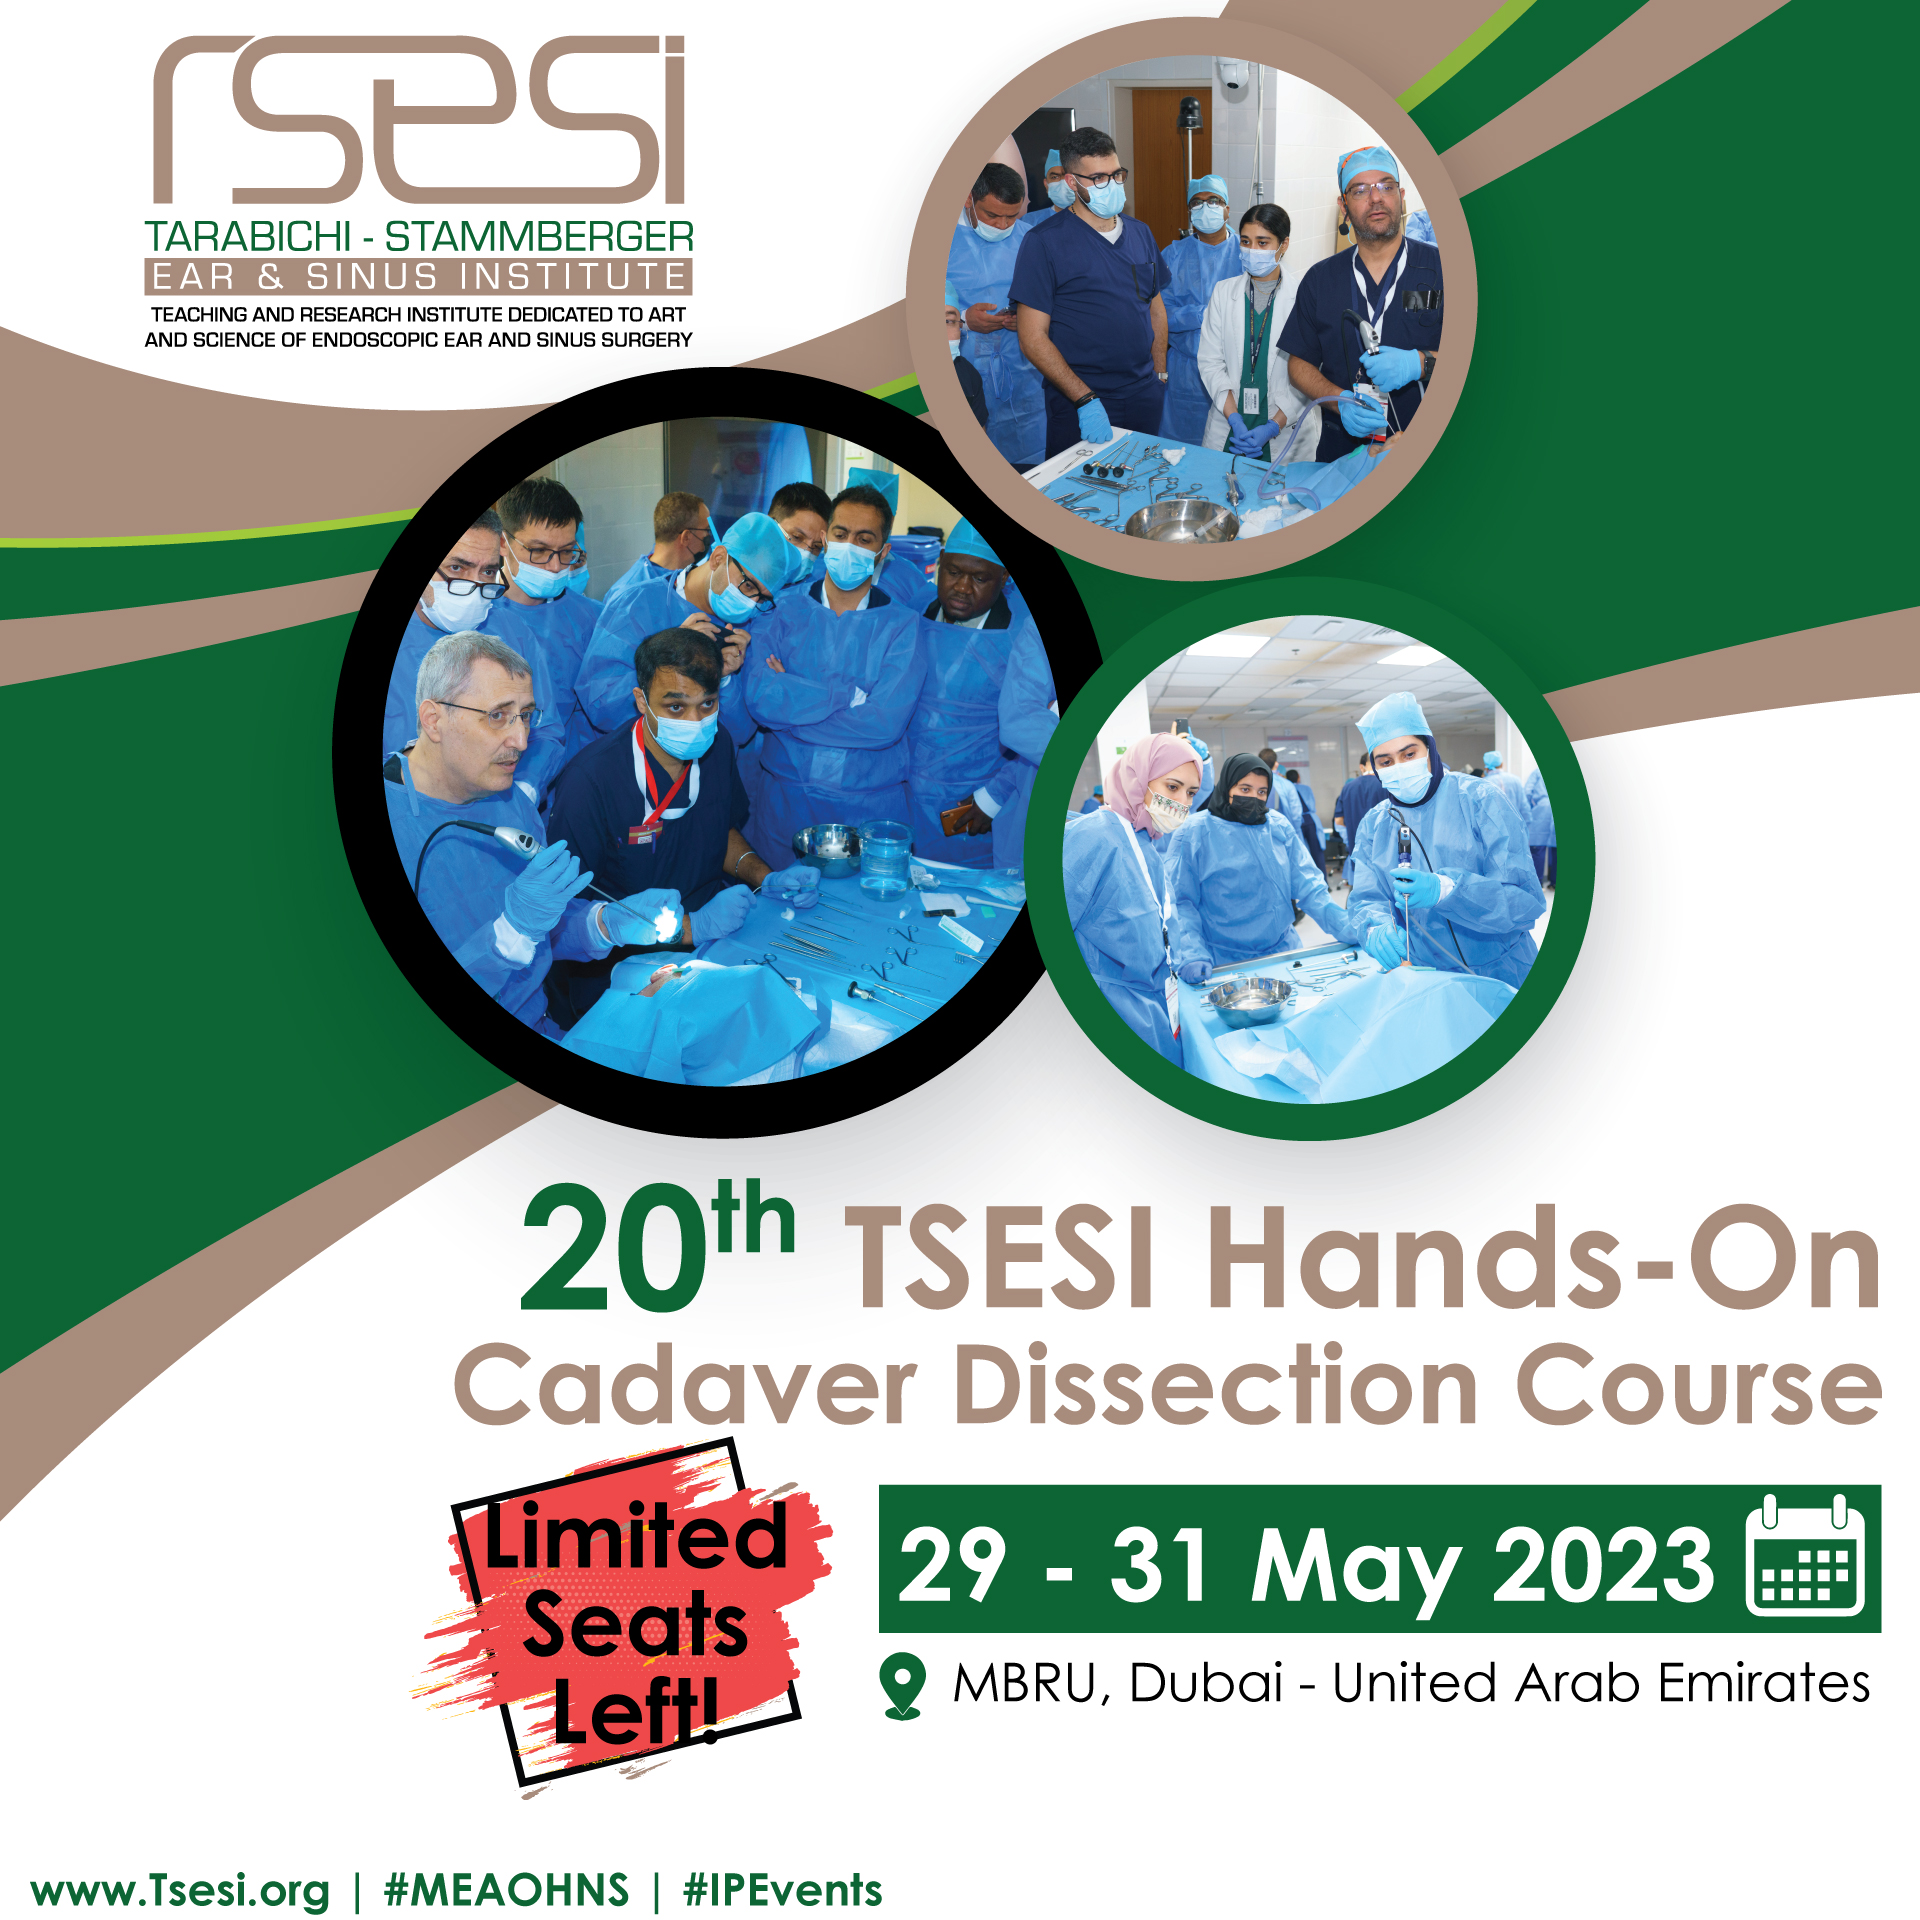 TSESI
TARABICHI - STAMMBERGER
EAR & SINUS INSTITUTE
TEACHING AND RESEARCH INSTITUTE DEDICATED TO ART
AND SCIENCE OF ENDOSCOPIC EAR AND SINUS SURGERY
20th TSESI Hands-On
Cadaver Dissection Course
Limited
Seats
Left!
29 - 31 May 2023
MBRU, Dubai - United Arab Emirates
www.Tsesi.org | #MEAOHNS | #IPEvents